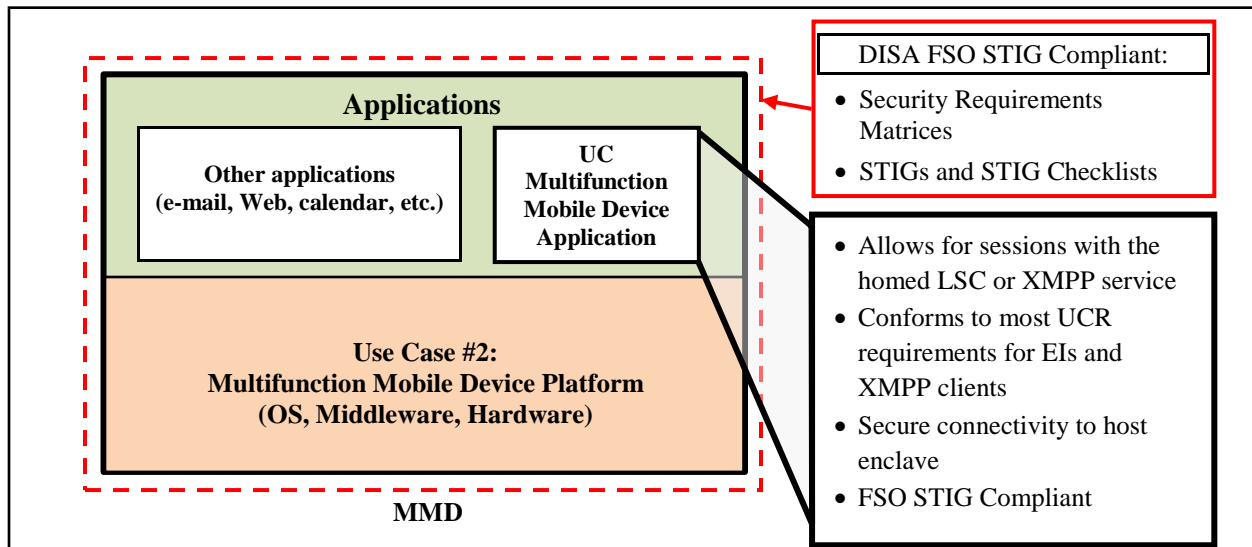 Applications
Other applications
(e-mail, Web, calendar, etc.)
UC
Multifunction
Mobile Device
Application
Use Case #2:
Multifunction Mobile Device Platform
(OS, Middleware, Hardware)
MMD
DISA FSO STIG Compliant:
• Security Requirements
Matrices
• STIGs and STIG Checklists
• Allows for sessions with the
homed LSC or XMPP service
• Conforms to most UCR
requirements for EIs and
XMPP clients
• Secure connectivity to host
enclave
• FSO STIG Compliant